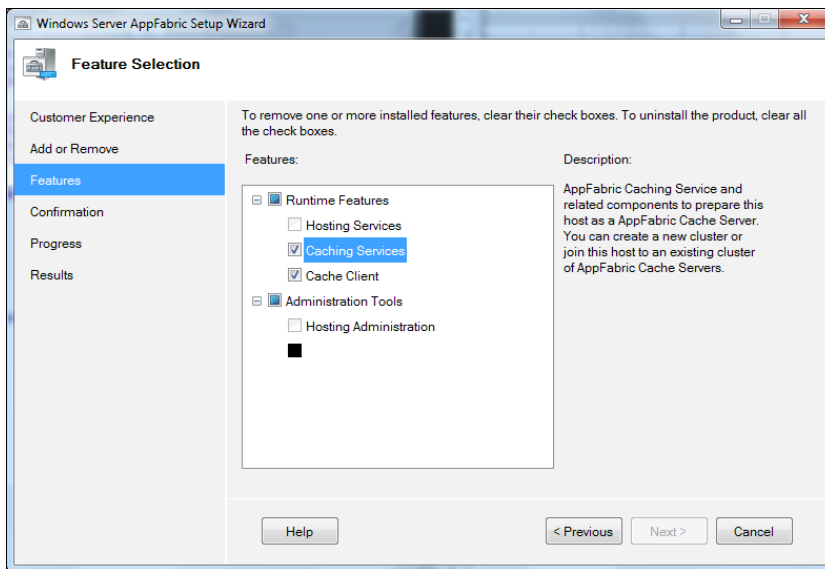 Windows Server AppFabric Setup Wizard
Feature Selection
Customer Experience
Add or Remove
Features
Confirmation
Progress
Results
To remove one or more installed features, clear their check boxes. To uninstall the product, clear all
the check boxes.
Features:
Runtime Features
Hosting Services
Caching Services
Cache Client
Administration Tools
Hosting Administration
Description:
AppFabric Caching Service and
related components to prepare this
host as a AppFabric Cache Server.
You can create a new cluster or
join this host to an existing cluster
of AppFabric Cache Servers.
Help
< Previous
Next >
Cancel